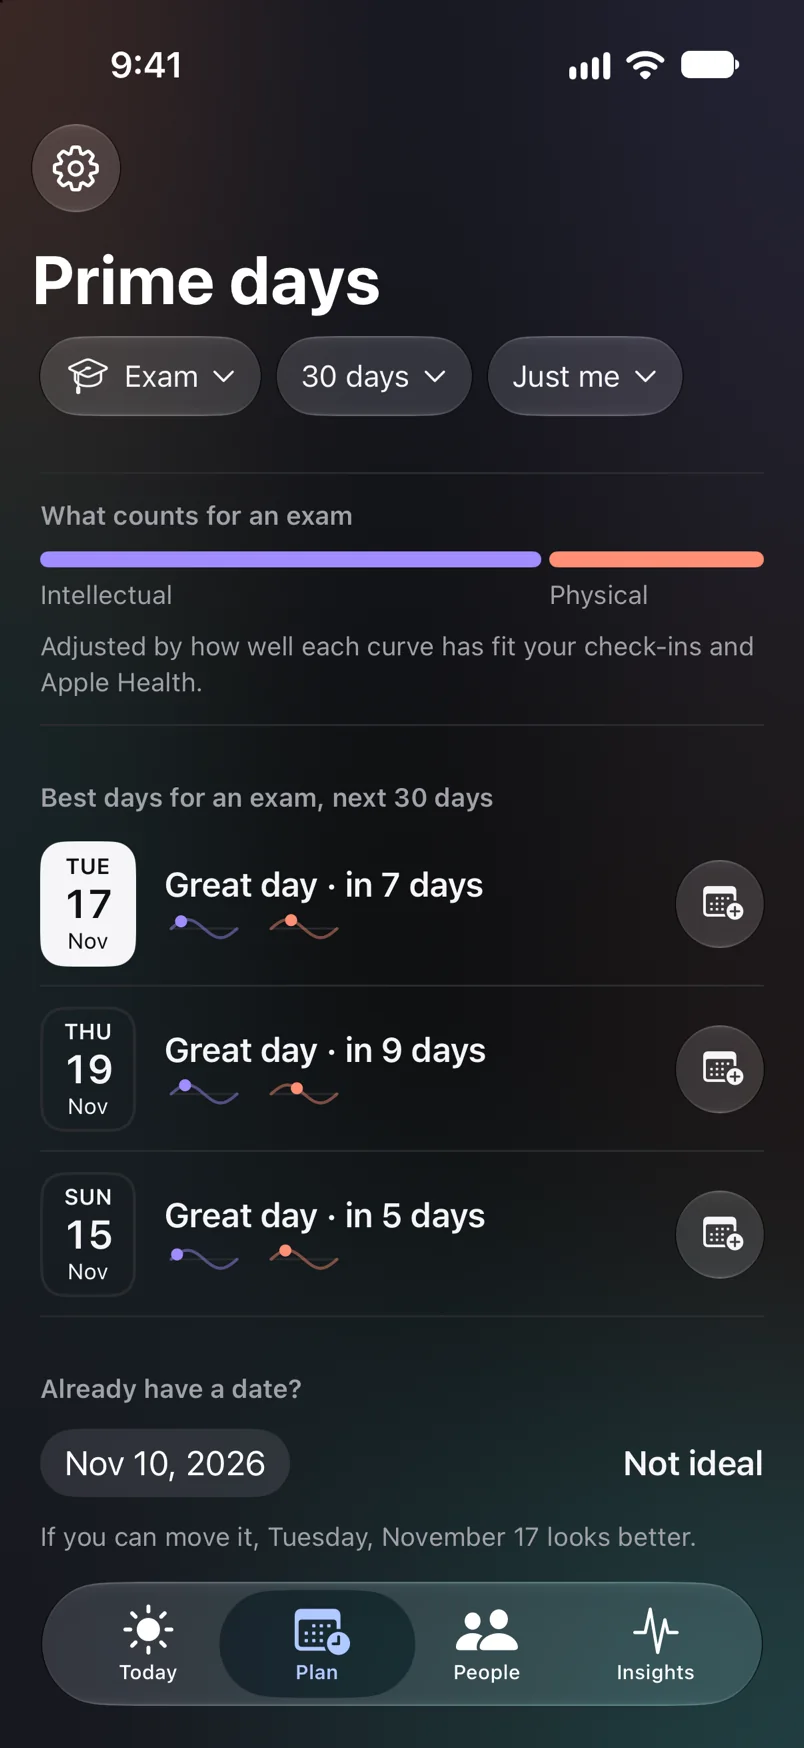 9:41
Prime days
Exam
30 days
Just me
What counts for an exam
Intellectual
Physical
Adjusted by how well each curve has fit your check-ins and
Apple Health.
Best days for an exam, next 30 days
TUE
17
Nov
Great day · in 7 days
THU
19
Nov
Great day · in 9 days
SUN
15
Nov
Great day · in 5 days
Already have a date?
Nov 10, 2026
Not ideal
If you can move it, Tuesday, November 17 looks better.
Today
Plan
People
Insights